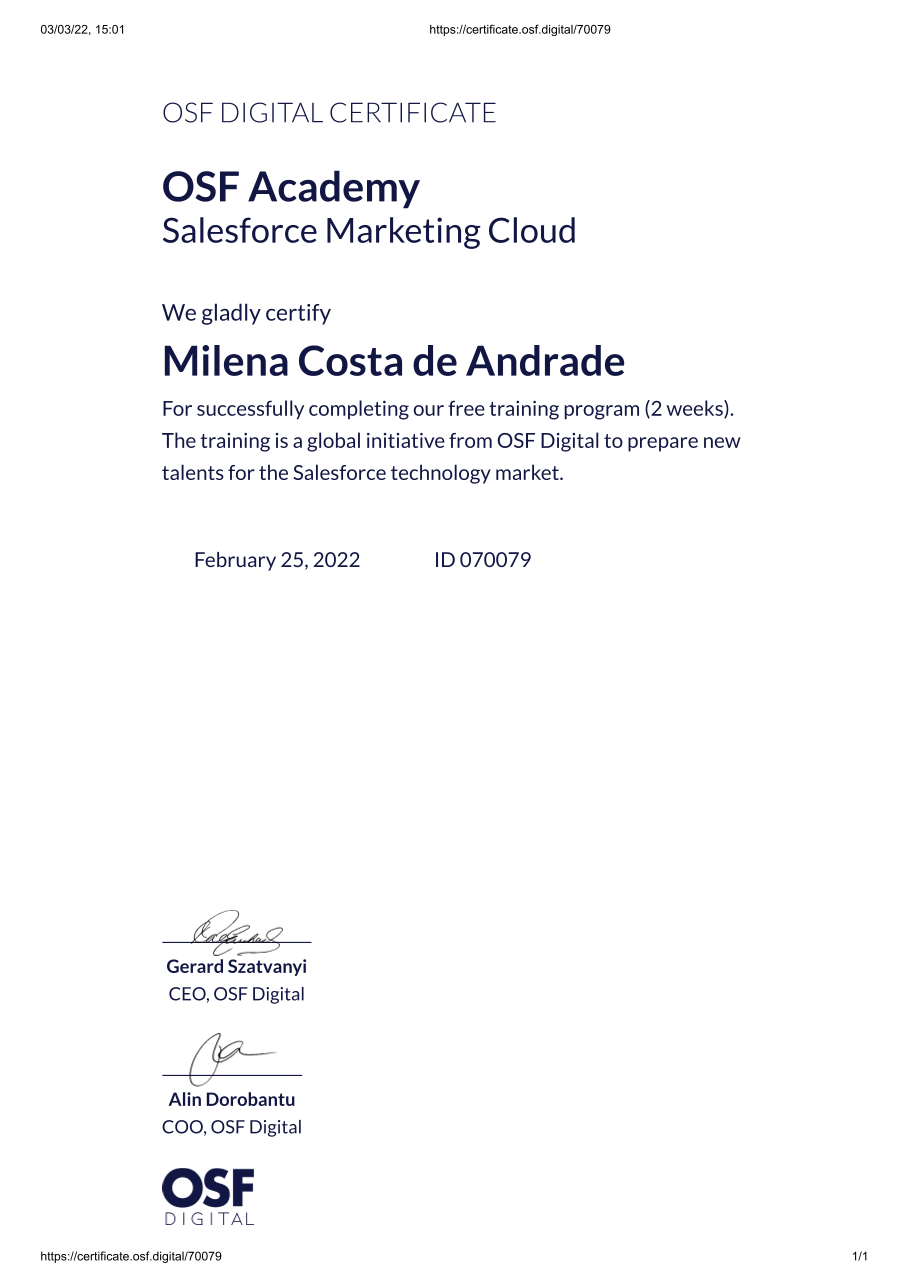 03/03/22, 15:01 https://certificate.osf.digital/70079
OSF DIGITAL CERTIFICATE
OSF Academy
Salesforce Marketing Cloud
We gladly certify
Milena Costa de Andrade
For successfully completing our free training program (2 weeks).
The training is a global initiative from OSF Digital to prepare new
talents for the Salesforce technology market.
February 25, 2022 ID 070079
Gerard Szatvanyi
CEO, OSF Digital
Alin Dorobantu
COO, OSF Digital
OSF
DIGITAL
https://certificate.osf.digital/70079 1/1